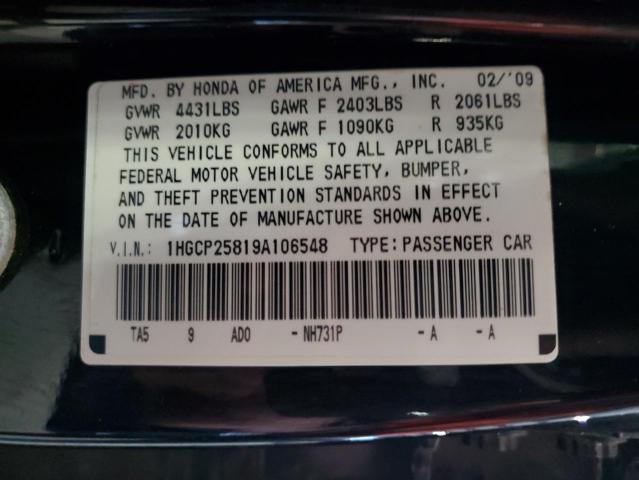 MFD. BY HONDA OF AMERICA MFG., INC. 02/'09
GVWR 4431LBS GAWR F 2403LBS R 2061LBS
GVWR 2010KG GAWR F 1090KG R 935KG
THIS VEHICLE CONFORMS TO ALL APPLICABLE
FEDERAL MOTOR VEHICLE SAFETY, BUMPER,
AND THEFT PREVENTION STANDARDS IN EFFECT
ON THE DATE OF MANUFACTURE SHOWN ABOVE.
V.I.N.: 1HGCP25819A106548 TYPE:PASSENGER CAR
TA5 9 AD0 -NH731P -A -A